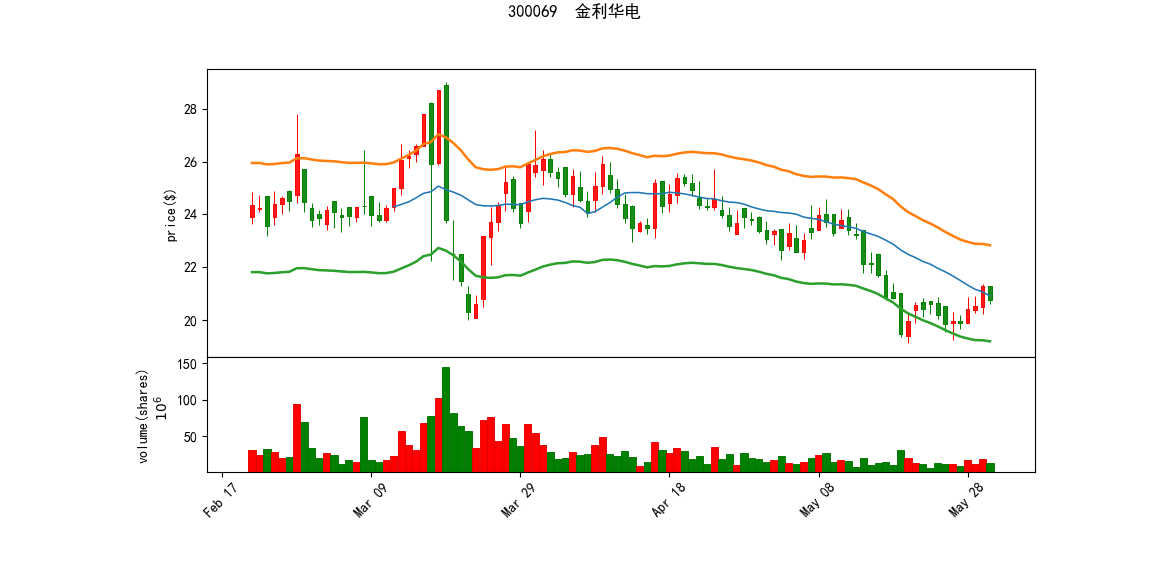 300069  金利华电
price($)
28
26
24
22
20
volume(shares)
10^6
150
100
50
Feb 17
Mar 09
Mar 29
Apr 18
May 08
May 28